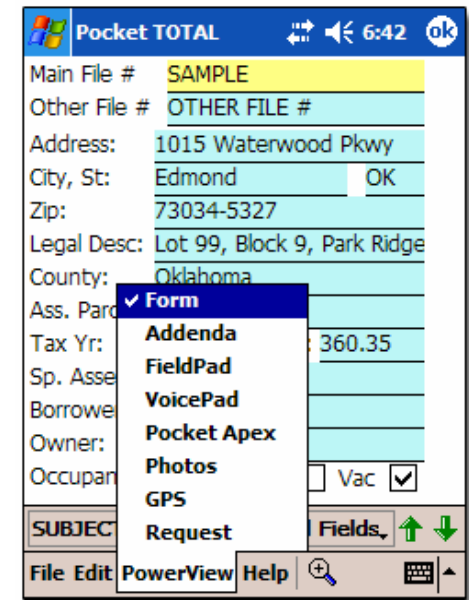 Pocket TOTAL 6:42 ok
Main File # SAMPLE
Other File # OTHER FILE #
Address: 1015 Waterwood Pkwy
City, St: Edmond OK
Zip: 73034-5327
Legal Desc: Lot 99, Block 9, Park Ridge
County: Oklahoma
Ass. Parc
Form
Addenda
Tax Yr: : 360.35
FieldPad
Sp. Asse
VoicePad
Borrowe
Pocket Apex
Owner:
Photos
Occupan Vac
GPS
SUBJECT Fields
Request
File Edit PowerView Help